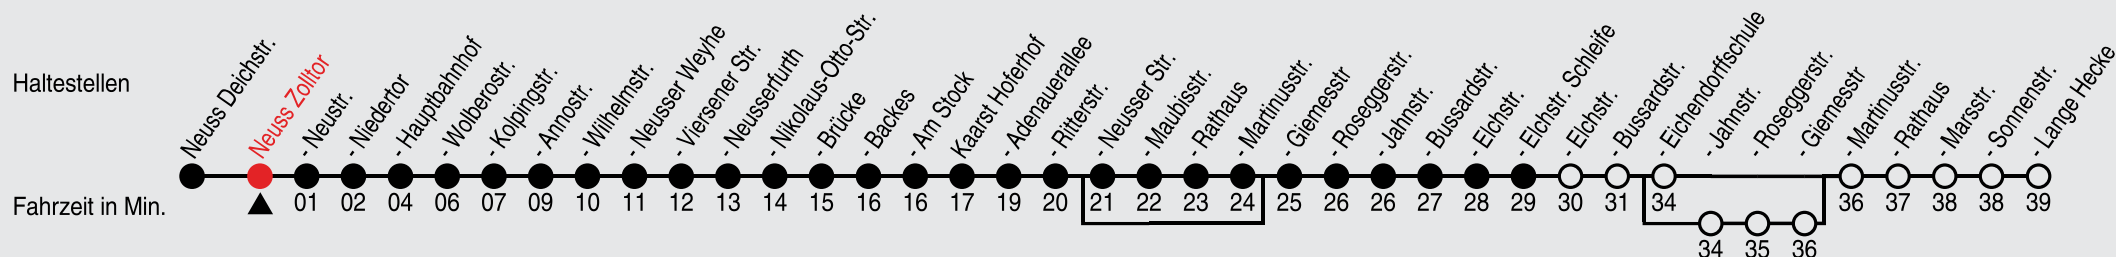 Haltestellen
Neuss Deichstr.
Neuss Zolltor
- Neustr.
- Niedertor
- Hauptbahnhof
- Wolberostr.
- Kolpingstr.
- Annostr.
- Wilhelmstr.
- Neusser Weyhe
- Viersener Str.
- Neusserfurth
- Nikolaus-Otto-Str.
- Brücke
- Backes
- Am Stock
Kaarst Hoferhof
- Adenauerallee
- Ritterstr.
- Neusser Str.
- Maubisstr.
- Rathaus
- Martinusstr.
- Giemesstr
- Roseggerstr.
- Jahnstr.
- Bussardstr.
- Eichstr.
- Eichstr. Schleife
- Eichstr.
- Bussardstr.
- Eichendorffschule
- Jahnstr.
- Roseggerstr.
- Giemesstr
- Martinusstr.
- Rathaus
- Marsstr.
- Sonnenstr.
- Lange Hecke
Fahrzeit in Min.
01 02 04 06 07 09 10 11 12 13 14 15 16 16 17 19 20 21 22 23 24 25 26 26 27 28 29 30 31 34 36 37 38 38 39
34 35 36